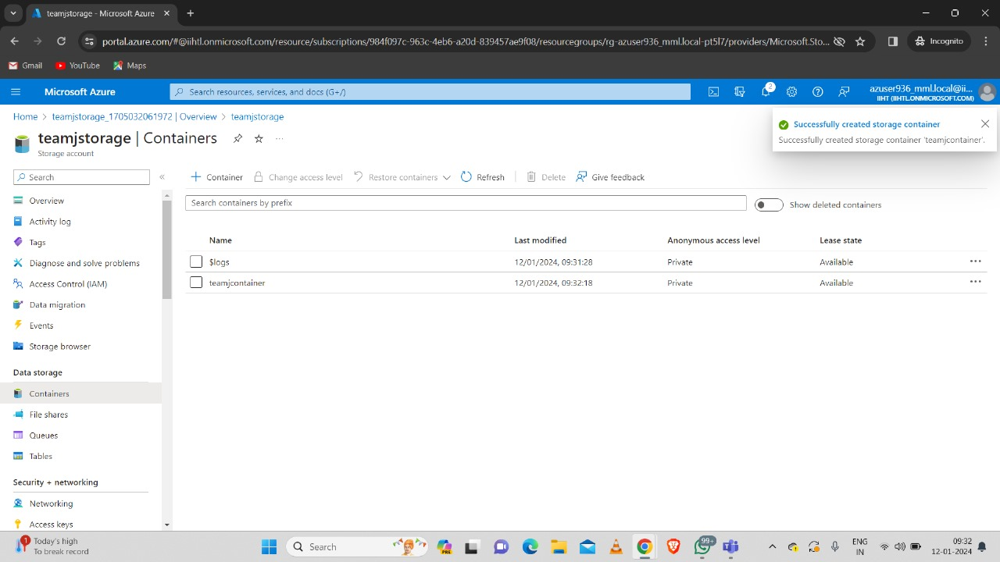 teamjstorage - Microsoft Azure
portal.azure.com/#@iihtl.onmicrosoft.com/resource/subscriptions/984f097c-963c-4eb6-a20d-839457ae9f08/resourcegroups/rg-azuser936_mml.local-pt5l7/providers/Microsoft.Sto...
Incognito
Gmail
YouTube
Maps
Microsoft Azure
Search resources, services, and docs (G+/)
2
azuser936_mml.local@ii...
IIHT (IIHTL.ONMICROSOFT.COM)
Home > teamjstorage_1705032061972 | Overview > teamjstorage
teamjstorage | Containers
Storage account
Successfully created storage container
Successfully created storage container 'teamjcontainer'.
Search
Container
Change access level
Restore containers
Refresh
Delete
Give feedback
Search containers by prefix
Show deleted containers
Name Last modified Anonymous access level Lease state
$logs 12/01/2024, 09:31:28 Private Available
teamjcontainer 12/01/2024, 09:32:18 Private Available
Overview
Activity log
Tags
Diagnose and solve problems
Access Control (IAM)
Data migration
Events
Storage browser
Data storage
Containers
File shares
Queues
Tables
Security + networking
Networking
Access keys
1
Today's high
To break record
Search
PRE
99+
ENG
IN
09:32
12-01-2024